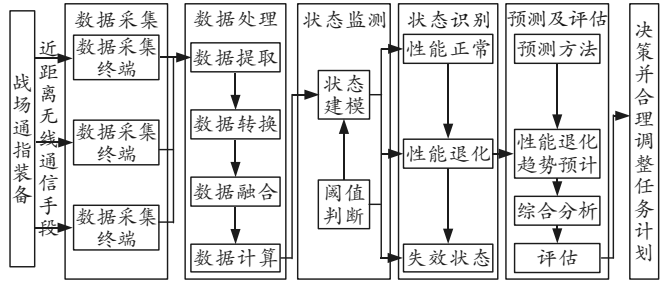 战场通指装备
近距离无线通信手段
数据采集
数据采集
终端
数据采集
终端
数据采集
终端
数据处理
数据提取
数据转换
数据融合
数据计算
状态监测
状态
建模
阈值
判断
状态识别
性能正常
性能退化
失效状态
预测及评估
预测方法
性能退化
趋势预计
综合分析
评估
决策并合理调整任务计划